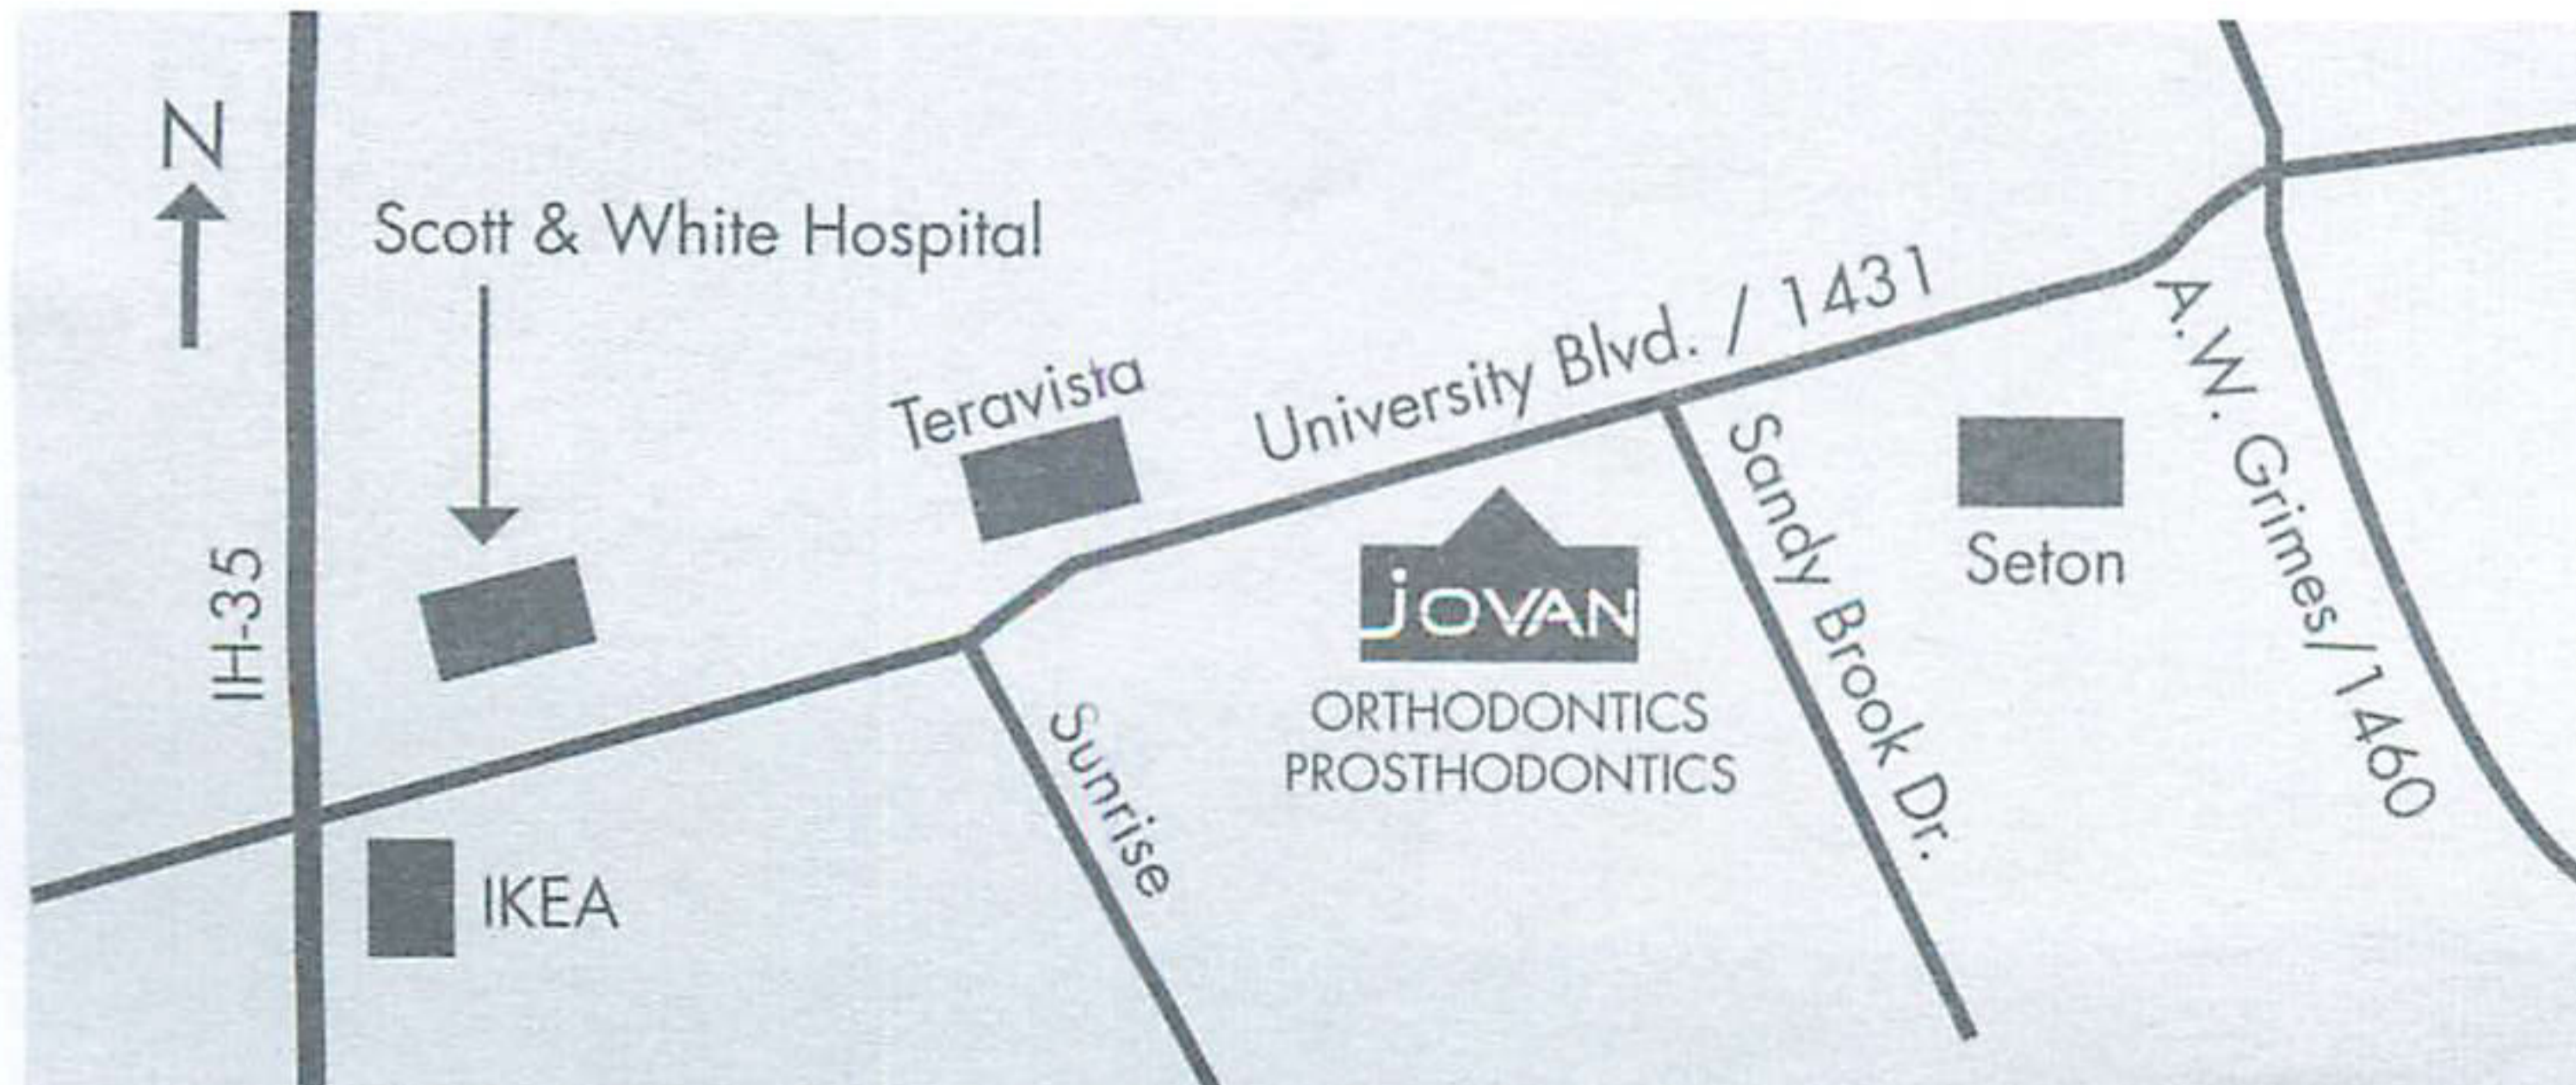 N
Scott & White Hospital
IH-35
Teravista
University Blvd. / 1431
A.W. Grimes/1460
Sandy Brook Dr.
Seton
jOVAN
ORTHODONTICS
PROSTHODONTICS
Sunrise
IKEA